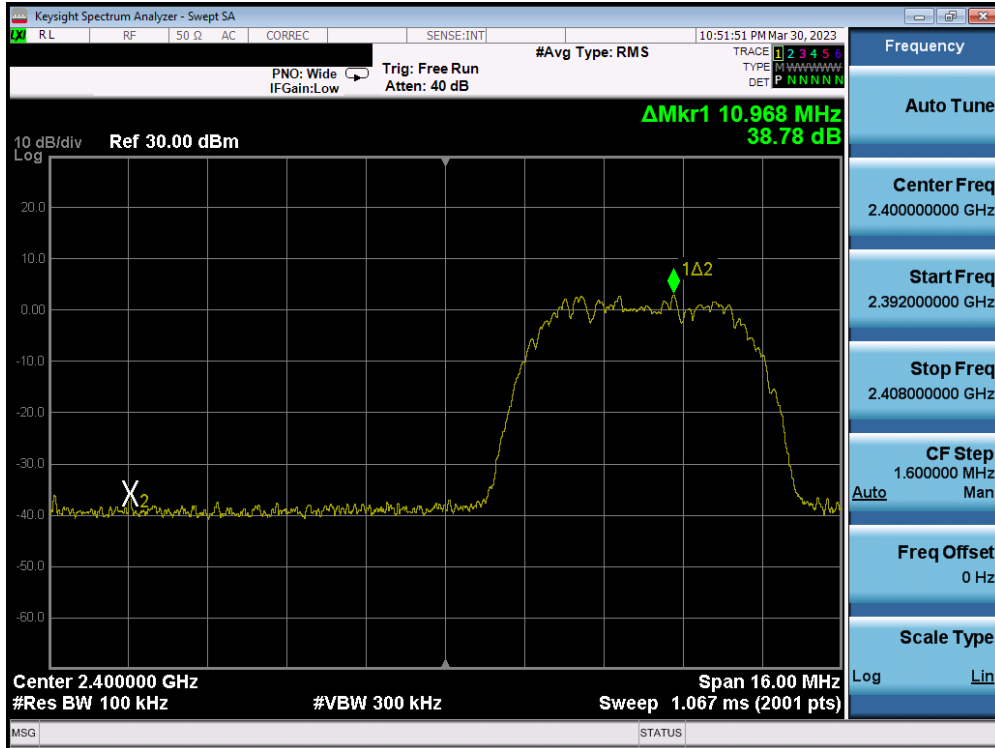 Keysight Spectrum Analyzer - Swept SA
LXI RL RF 50 Ω AC CORREC SENSE:INT 10:51:51 PM Mar 30, 2023
PNO: Wide
IFGain:Low
Trig: Free Run
Atten: 40 dB
#Avg Type: RMS
TRACE 1 2 3 4 5 6
TYPE M W W W W W
DET P N N N N N
ΔMkr1 10.968 MHz
38.78 dB
10 dB/div
Log
Ref 30.00 dBm
20.0
10.0
0.00
-10.0
-20.0
-30.0
-40.0
-50.0
-60.0
1Δ2
X2
Center 2.400000 GHz
Span 16.00 MHz
#Res BW 100 kHz
#VBW 300 kHz
Sweep 1.067 ms (2001 pts)
MSG
STATUS
Frequency
Auto Tune
Center Freq
2.400000000 GHz
Start Freq
2.392000000 GHz
Stop Freq
2.408000000 GHz
CF Step
1.600000 MHz
Auto Man
Freq Offset
0 Hz
Scale Type
Log Lin